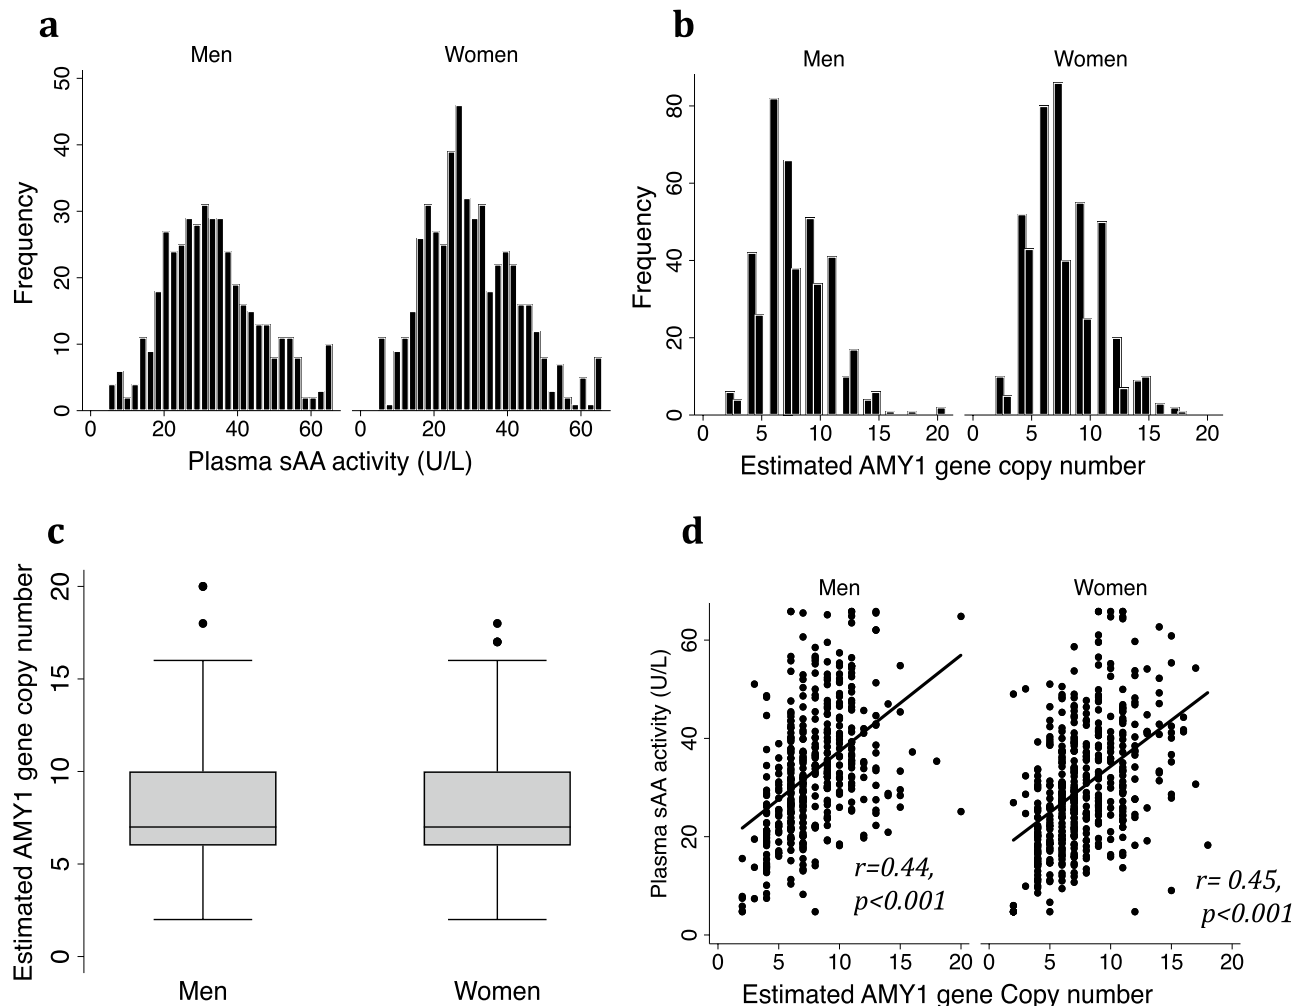 a
Men
Women
Frequency
50
40
30
20
10
0
0 20 40 60
0 20 40 60
Plasma sAA activity (U/L)
b
Men
Women
Frequency
80
60
40
20
0
0 5 10 15 20
0 5 10 15 20
Estimated AMY1 gene copy number
c
Estimated AMY1 gene copy number
20
15
10
5
0
Men
Women
d
Men
Women
Plasma sAA activity (U/L)
60
40
20
0
r=0.44,
p<0.001
r= 0.45,
p<0.001
0 5 10 15 20
0 5 10 15 20
Estimated AMY1 gene Copy number